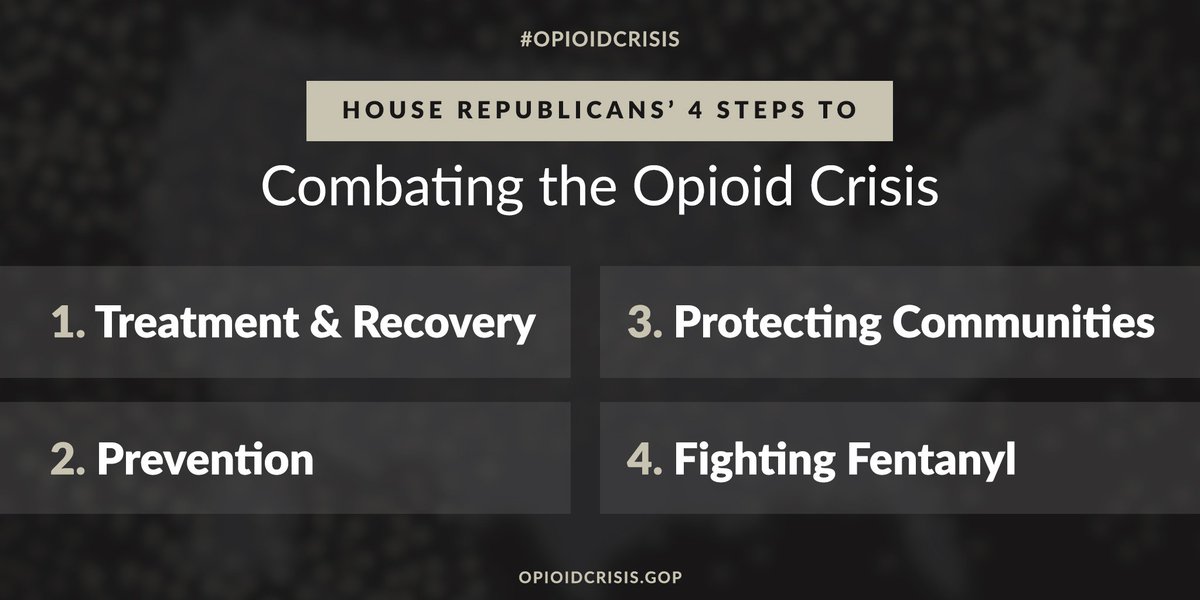 #OPIOIDCRISIS
HOUSE REPUBLICANS’ 4 STEPS TO
Combating the Opioid Crisis
1. Treatment & Recovery
2. Prevention
3. Protecting Communities
4. Fighting Fentanyl
OPIOIDCRISIS.GOP